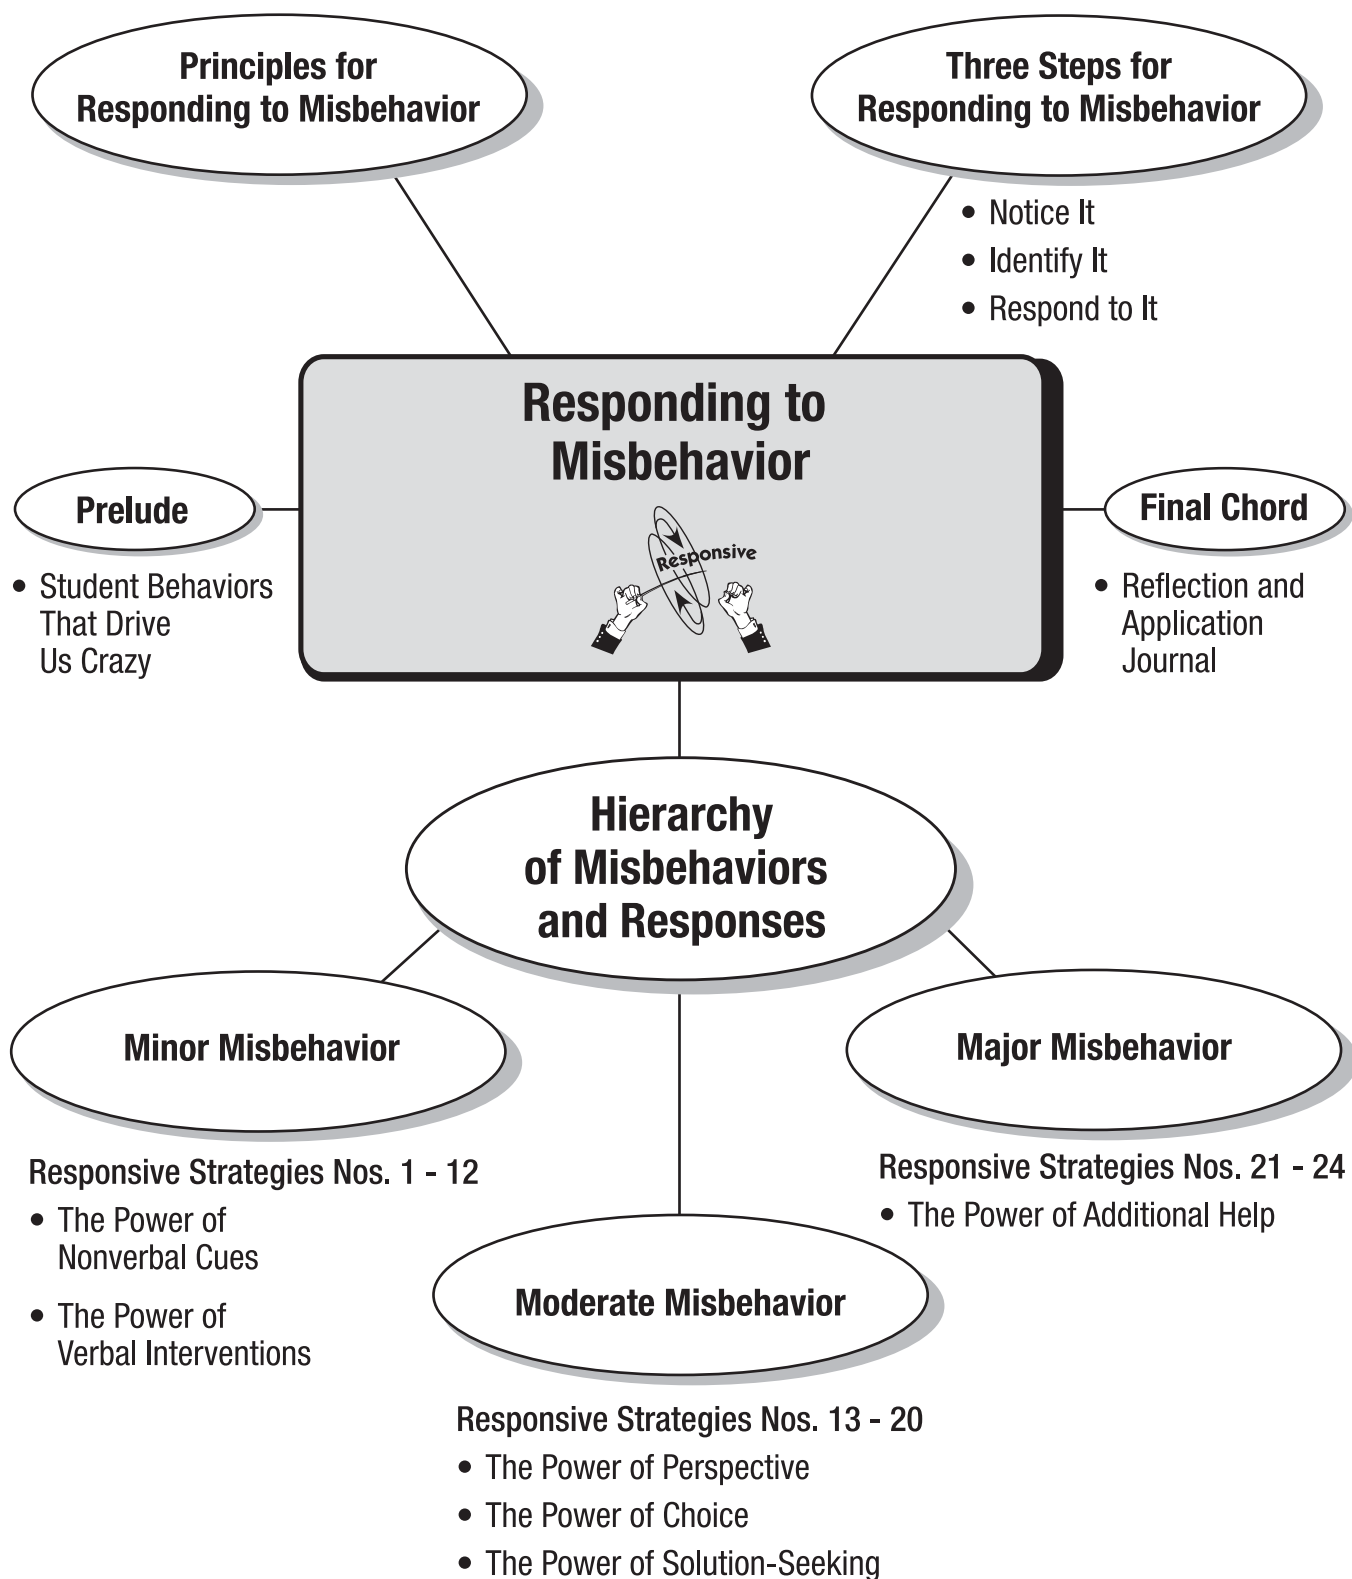 Principles for
Responding to Misbehavior
Three Steps for
Responding to Misbehavior
• Notice It
• Identify It
• Respond to It
Responding to
Misbehavior
Responsive
Prelude
• Student Behaviors
That Drive
Us Crazy
Final Chord
• Reflection and
Application
Journal
Hierarchy
of Misbehaviors
and Responses
Minor Misbehavior
Responsive Strategies Nos. 1 - 12
• The Power of
Nonverbal Cues
• The Power of
Verbal Interventions
Moderate Misbehavior
Responsive Strategies Nos. 13 - 20
• The Power of Perspective
• The Power of Choice
• The Power of Solution-Seeking
Major Misbehavior
Responsive Strategies Nos. 21 - 24
• The Power of Additional Help